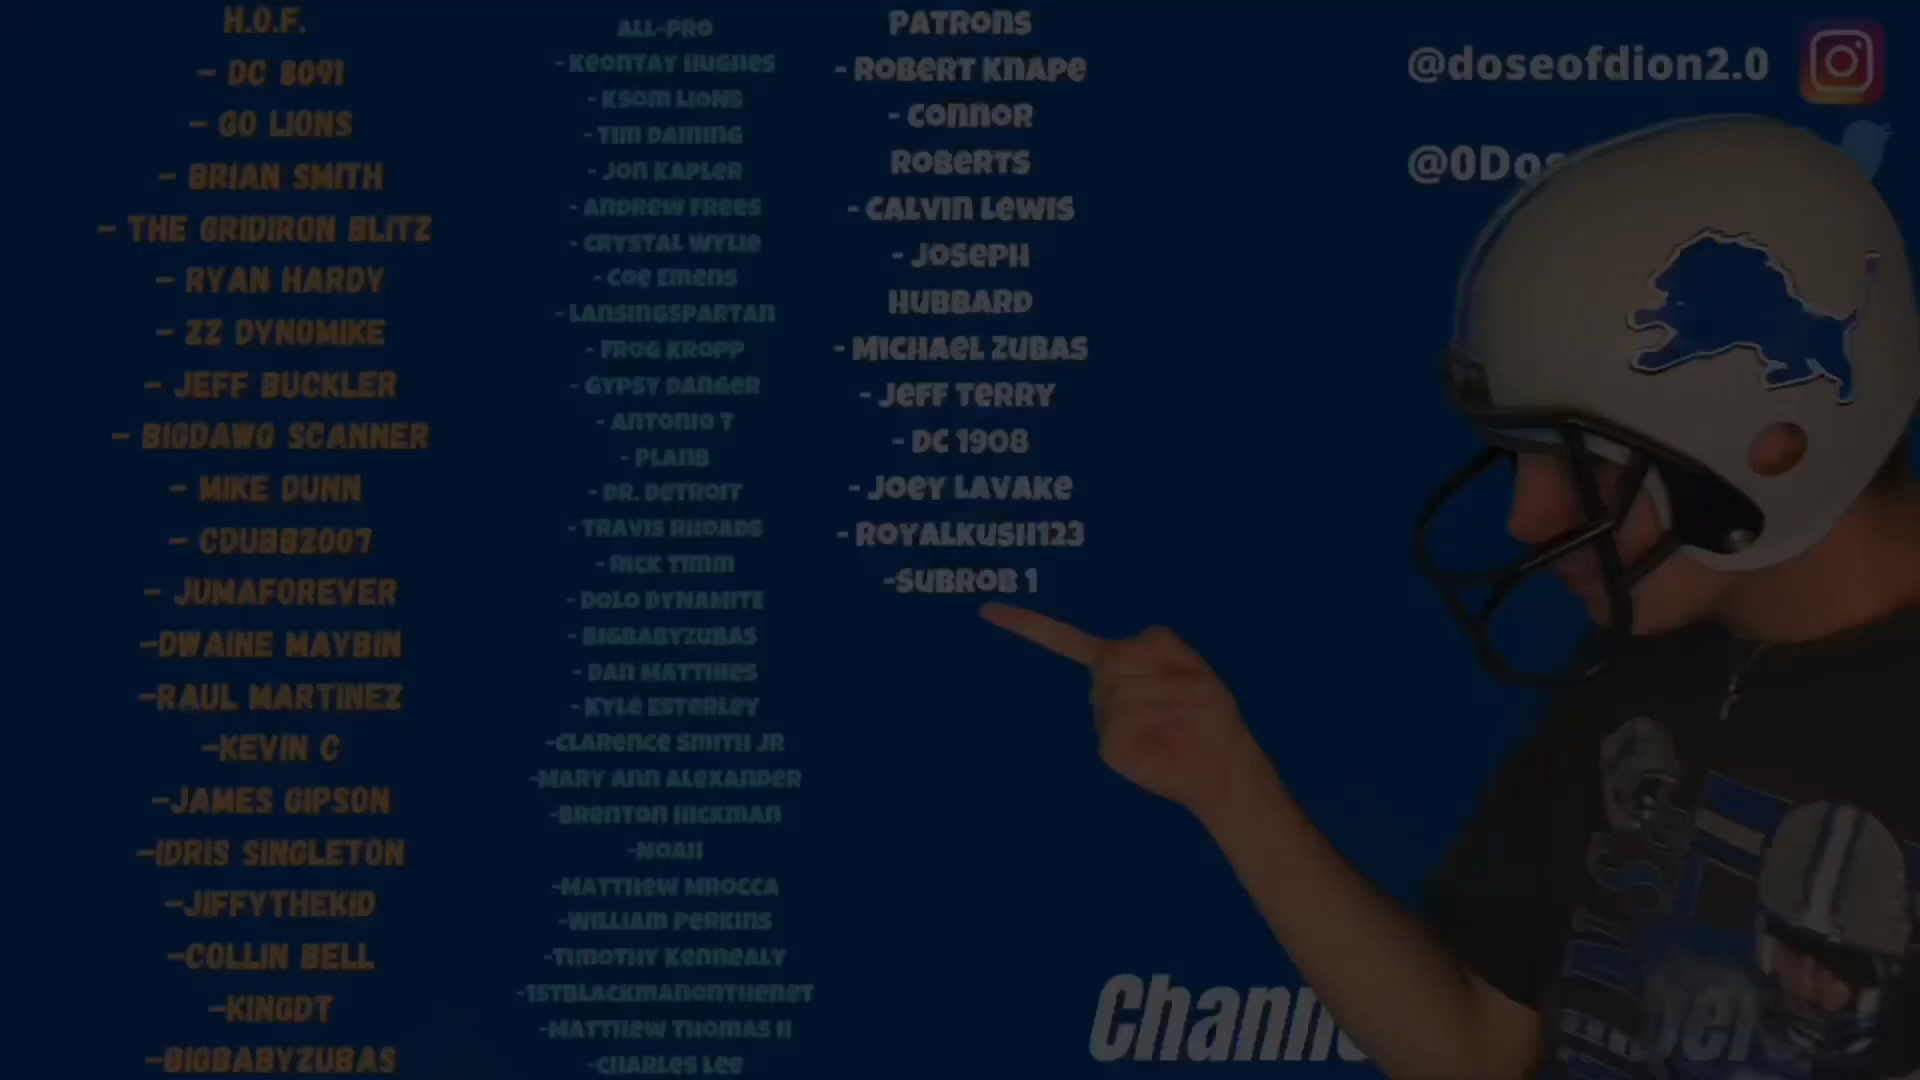 H.O.F.
- DC 8091
- GO LIONS
- BRIAN SMITH
- THE GRIDIRON BLITZ
- RYAN HARDY
- ZZ DYNOMIKE
- JEFF BUCKLER
- BIGDAWG SCANNER
- MIKE DUNN
- CDUBBZ007
- JUMAFOREVER
-DWAINE MAYBIN
-RAUL MARTINEZ
-KEVIN C
-JAMES GIPSON
-IDRIS SINGLETON
-JIFFYTHEKID
-COLLIN BELL
-KINGDT
-BIGBABYZUBAS
ALL-PRO
- KEONTAY HUGHES
- KSOM LIONS
- TIM DAINING
- JON KAPLER
- ANDREW FREES
- CRYSTAL WYLIE
- COE EMENS
- LANSINGSPARTAN
- FROG KROPP
- GYPSY DANGER
- ANTONIO T
- PLANB
- DR. DETROIT
- TRAVIS RHOADS
- RICK TIMM
- DOLO DYNAMITE
- BIGBABYZUBAS
- DAN MATTHIES
- KYLE ESTERLEY
-CLARENCE SMITH JR
-MARY ANN ALEXANDER
-BRENTON HICKMAN
-NOAH
-MATTHEW MROCCA
-WILLIAM PERKINS
-TIMOTHY KENNEALY
-1STBLACKMANONTHENET
-MATTHEW THOMAS II
-CHARLES LEE
PATRONS
- ROBERT KNAPE
- CONNOR
ROBERTS
- CALVIN LEWIS
- JOSEPH
HUBBARD
- MICHAEL ZUBAS
- JEFF TERRY
- DC 1908
- JOEY LAVAKE
- ROYALKUSH123
-SUBROB 1
@doseofdion2.0